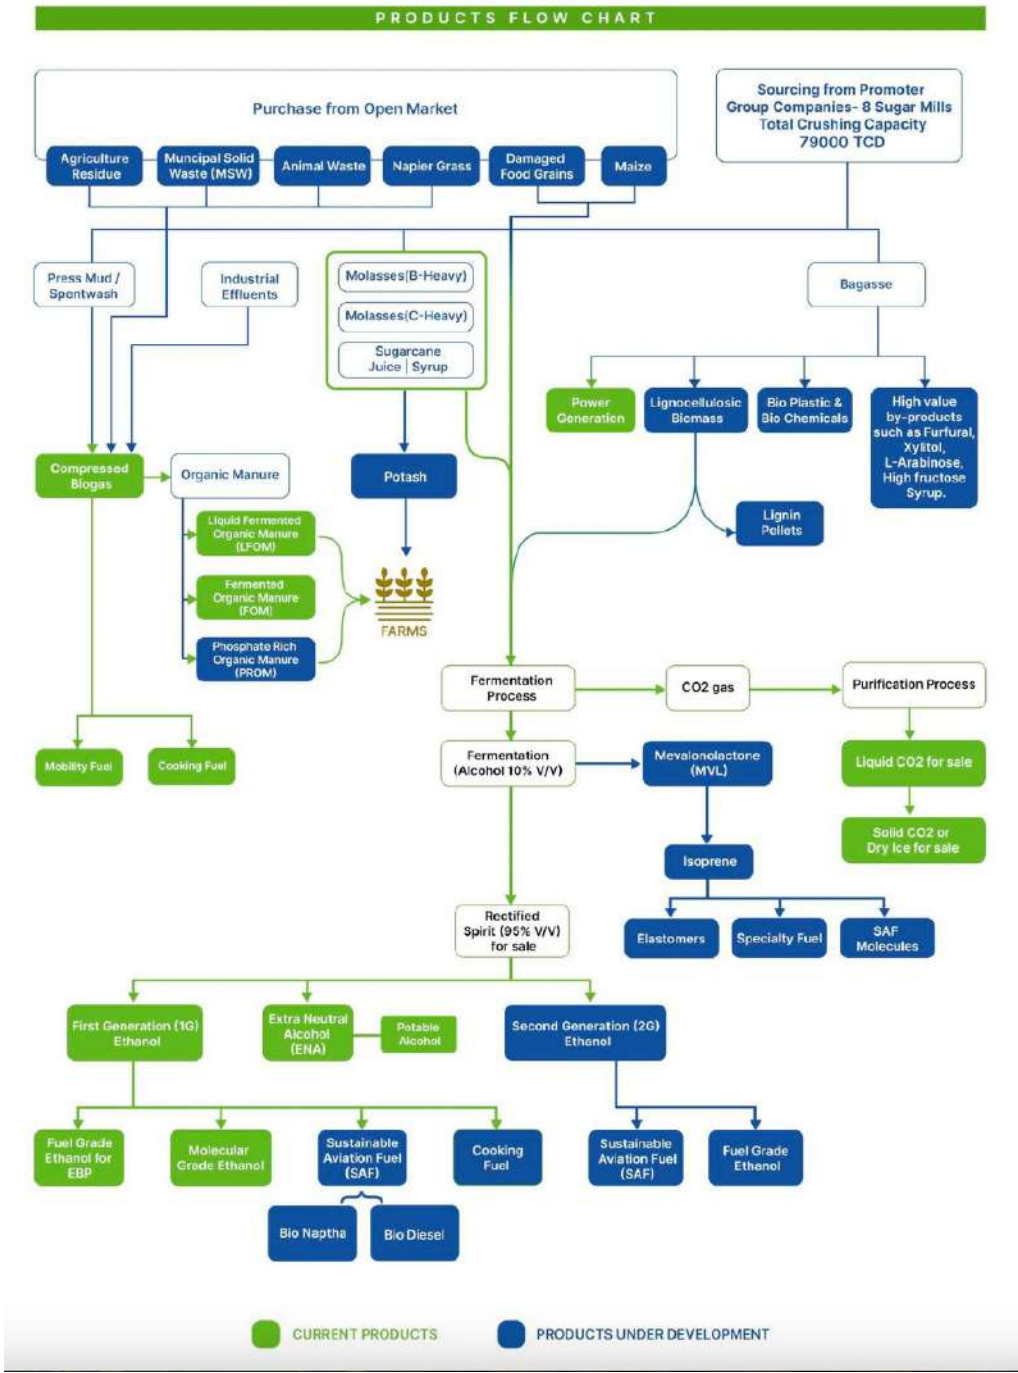 PRODUCTS FLOW CHART
Purchase from Open Market
Sourcing from Promoter
Group Companies- 8 Sugar Mills
Total Crushing Capacity
79000 TCD
Agriculture
Residue
Muncipal Solid
Waste (MSW)
Animal Waste
Napier Grass
Damaged
Food Grains
Maize
Press Mud /
Spentwash
Industrial
Effluents
Molasses(B-Heavy)
Molasses(C-Heavy)
Sugarcane
Juice | Syrup
Bagasse
Power
Generation
Lignocellulosic
Biomass
Bio Plastic &
Bio Chemicals
High value
by-products
such as Furfural,
Xylitol,
L-Arabinose,
High fructose
Syrup.
Compressed
Biogas
Organic Manure
Potash
Lignin
Pellets
Liquid Fermented
Organic Manure
(LFOM)
Fermented
Organic Manure
(FOM)
Phosphate Rich
Organic Manure
(PROM)
FARMS
Fermentation
Process
CO2 gas
Purification Process
Mobility Fuel
Cooking Fuel
Fermentation
(Alcohol 10% V/V)
Mevalonolactone
(MVL)
Liquid CO2 for sale
Solid CO2 or
Dry Ice for sale
Isoprene
Rectified
Spirit (95% V/V)
for sale
Elastomers
Specialty Fuel
SAF
Molecules
First Generation (1G)
Ethanol
Extra Neutral
Alcohol
(ENA)
Potable
Alcohol
Second Generation (2G)
Ethanol
Fuel Grade
Ethanol for
EBP
Molecular
Grade Ethanol
Sustainable
Aviation Fuel
(SAF)
Cooking
Fuel
Sustainable
Aviation Fuel
(SAF)
Fuel Grade
Ethanol
Bio Naptha
Bio Diesel
CURRENT PRODUCTS
PRODUCTS UNDER DEVELOPMENT